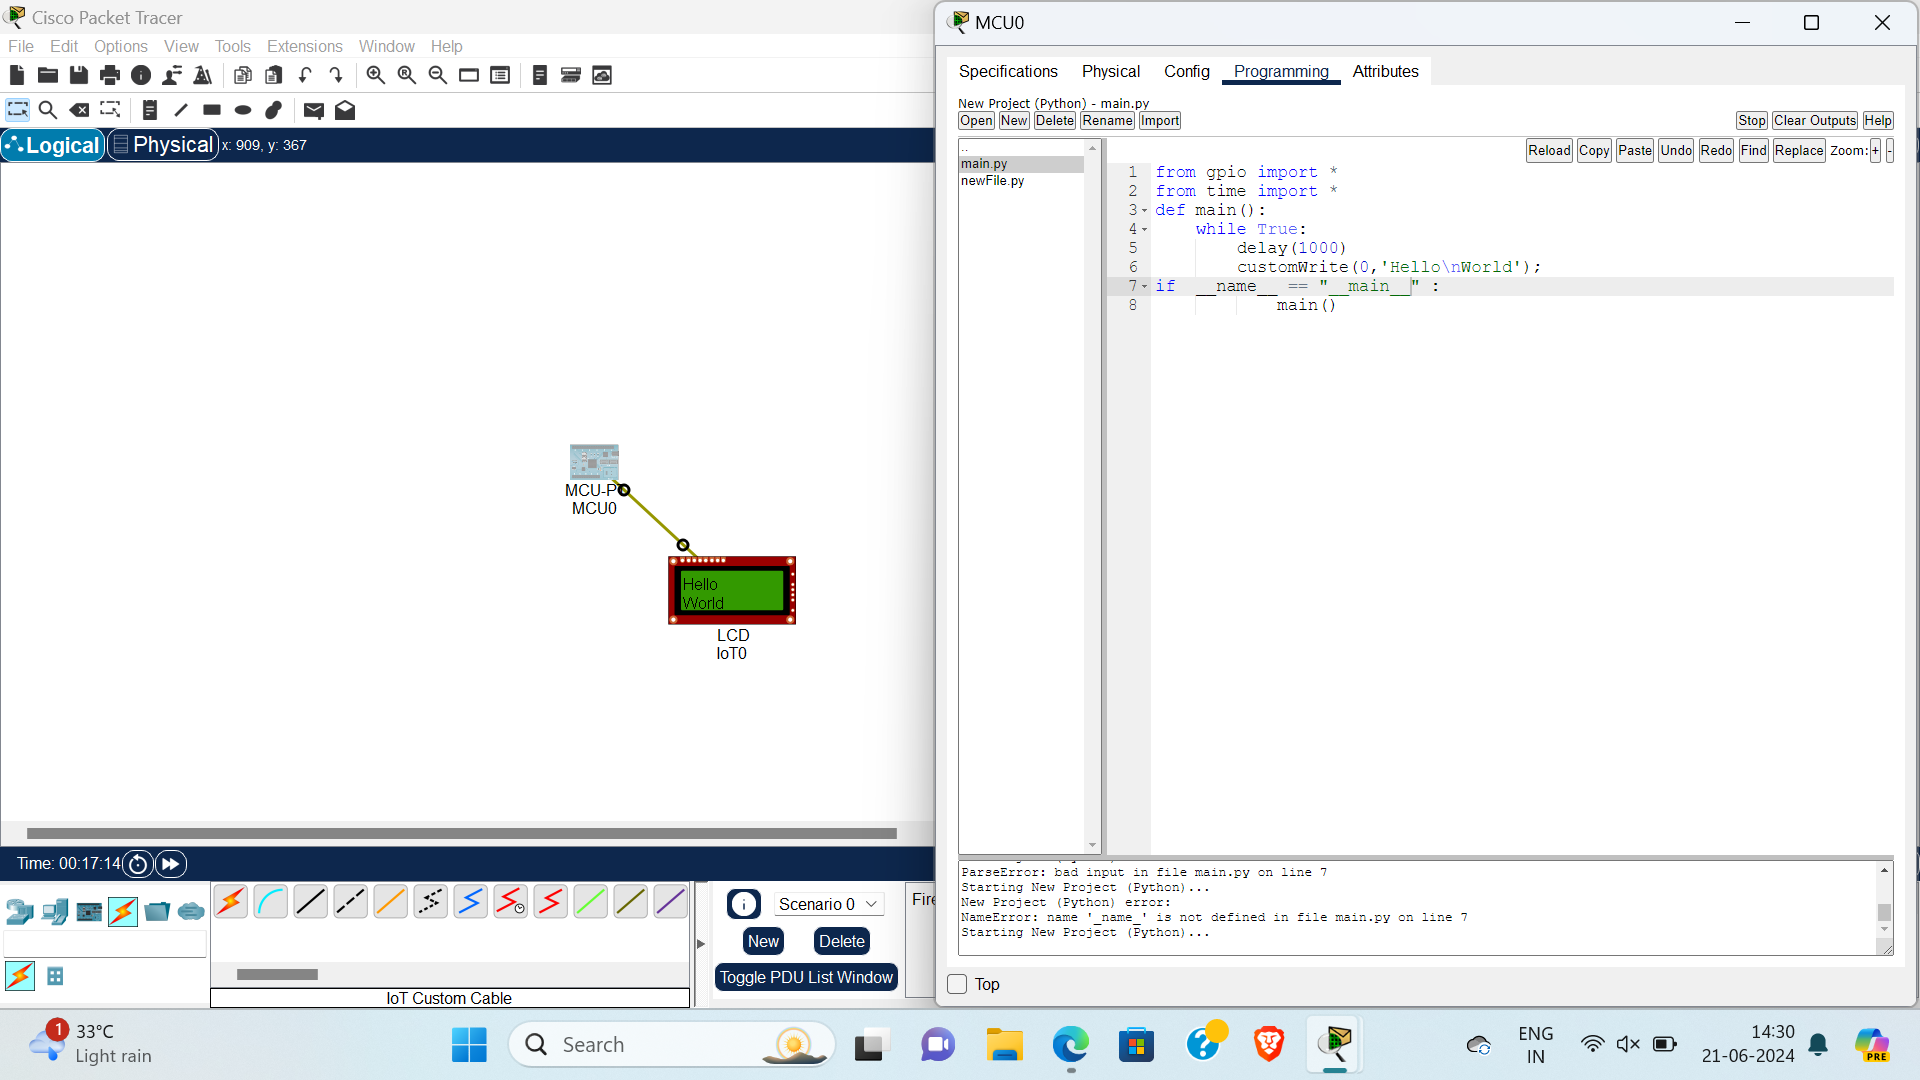 Cisco Packet Tracer
File Edit Options View Tools Extensions Window Help
Logical Physical x: 909, y: 367
MCU-P
MCU0
Hello
World
LCD
IoT0
Time: 00:17:14
Scenario 0
Fire
New Delete
Toggle PDU List Window
IoT Custom Cable
MCU0
Specifications Physical Config Programming Attributes
New Project (Python) - main.py
Open New Delete Rename Import Stop Clear Outputs Help
..
main.py
newFile.py
Reload Copy Paste Undo Redo Find Replace Zoom: + -
1 from gpio import *
2 from time import *
3 def main():
4 while True:
5 delay(1000)
6 customWrite(0,'Hello\nWorld');
7 if __name__ == "__main__" :
8 main()
ParseError: bad input in file main.py on line 7
Starting New Project (Python)...
New Project (Python) error:
NameError: name '_name_' is not defined in file main.py on line 7
Starting New Project (Python)...
Top
1
33°C
Light rain
Search
PRE
ENG
IN
14:30
21-06-2024